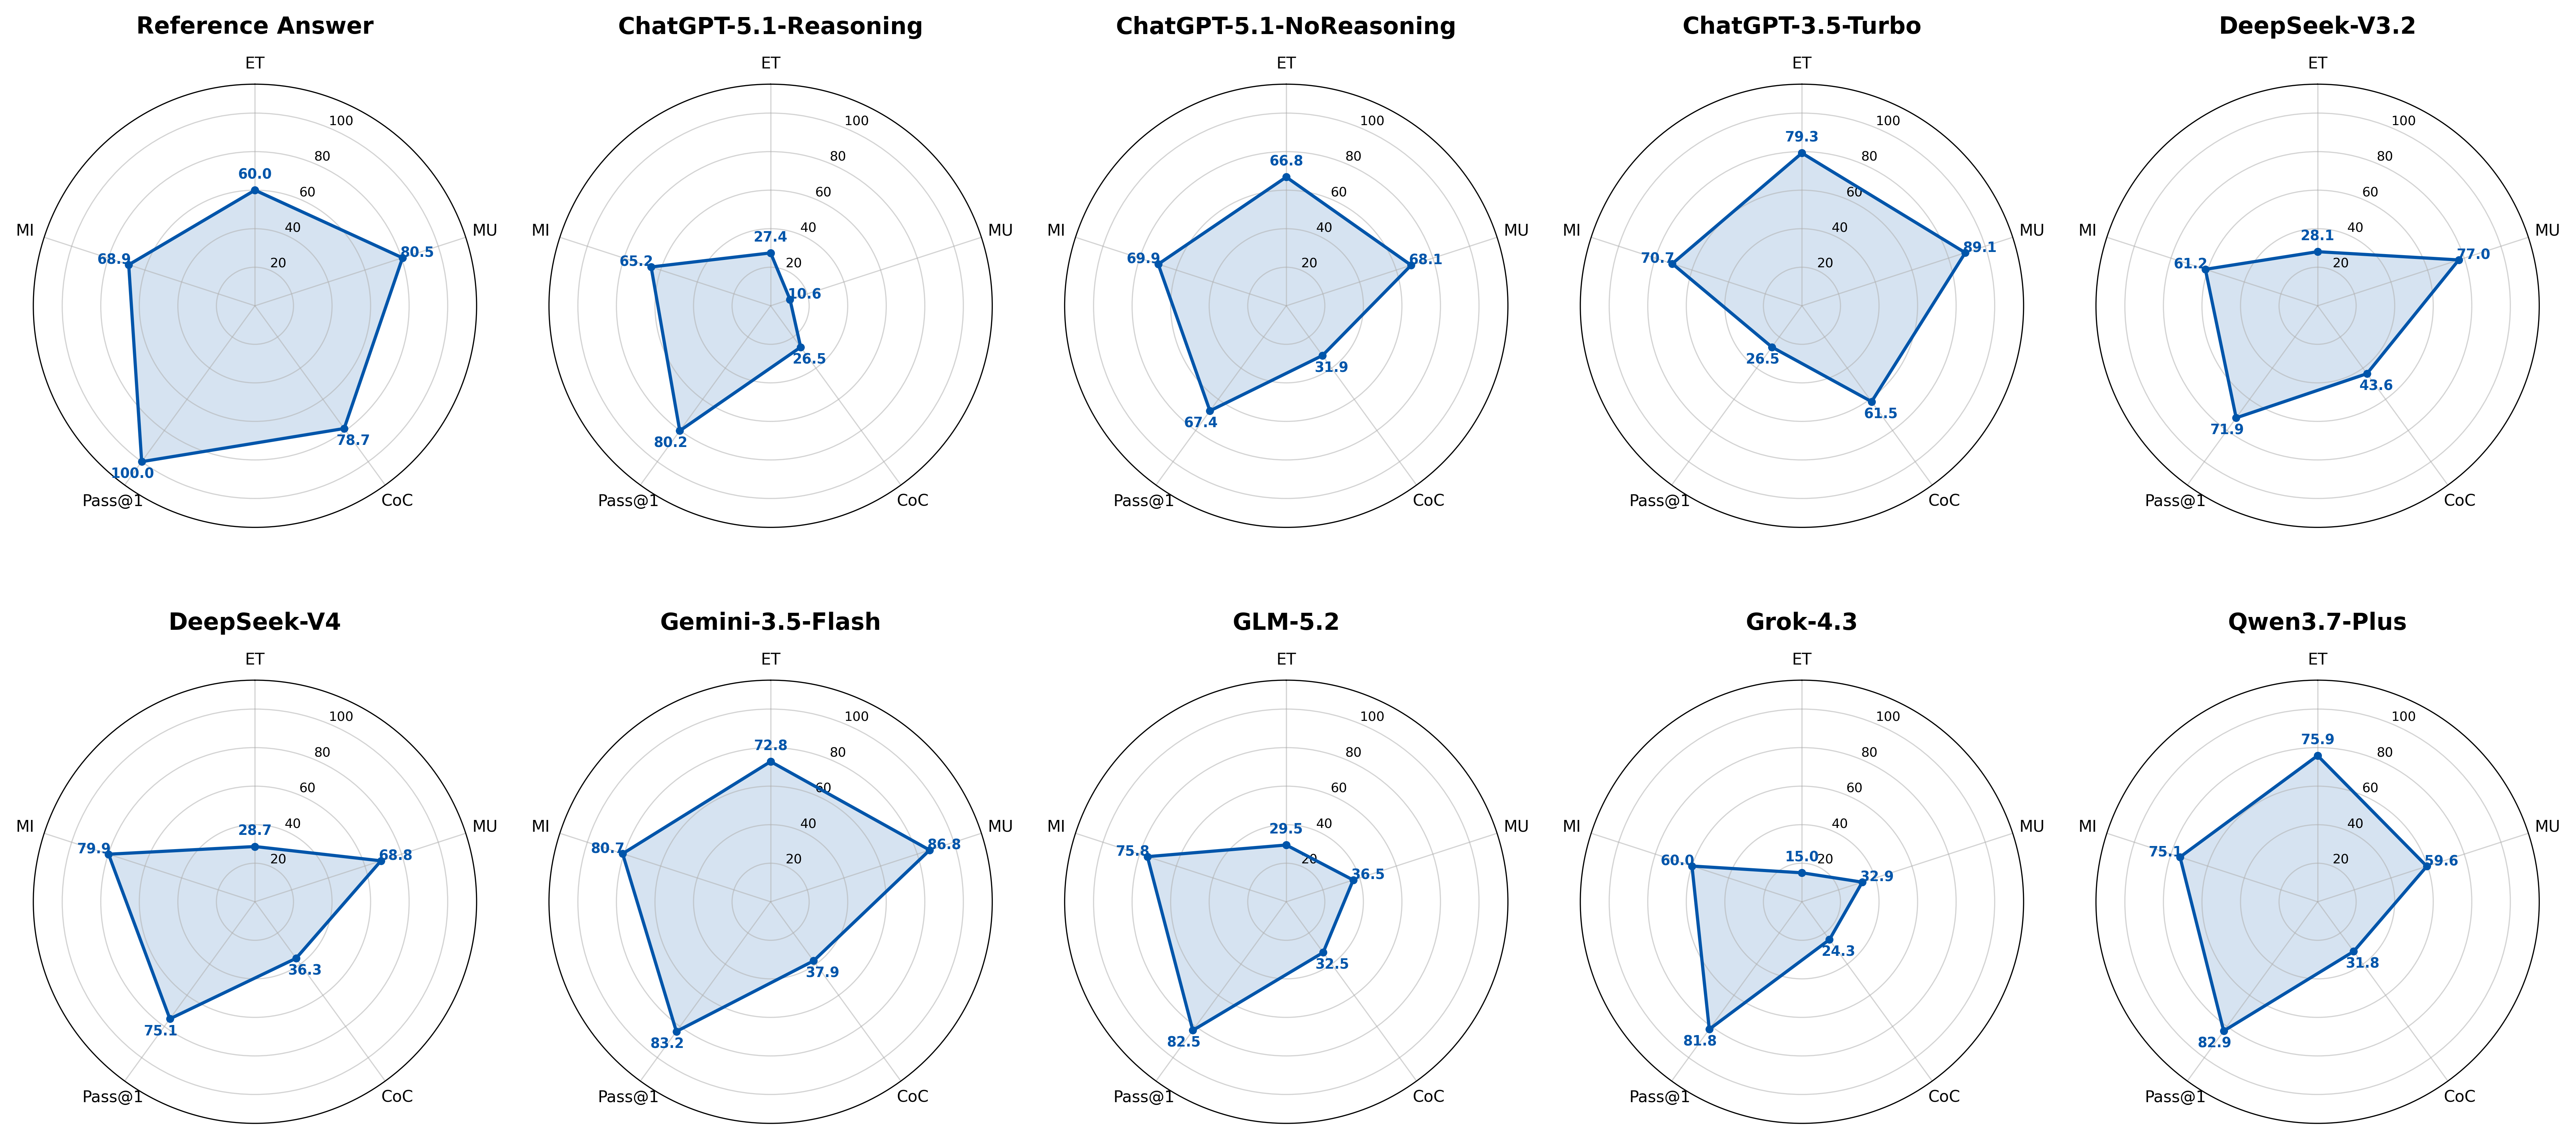 Reference Answer
ET
100
80
60.0
60
40
20
MI
MU
68.9
80.5
100.0
78.7
Pass@1
CoC
ChatGPT-5.1-Reasoning
ET
100
80
60
40
27.4
20
MI
MU
65.2
10.6
26.5
80.2
Pass@1
CoC
ChatGPT-5.1-NoReasoning
ET
100
80
66.8
60
40
20
MI
MU
69.9
68.1
31.9
67.4
Pass@1
CoC
ChatGPT-3.5-Turbo
ET
100
79.3
80
60
40
20
MI
MU
70.7
89.1
26.5
61.5
Pass@1
CoC
DeepSeek-V3.2
ET
100
80
60
40
28.1
20
MI
MU
61.2
77.0
43.6
71.9
Pass@1
CoC
DeepSeek-V4
ET
100
80
60
40
28.7
20
MI
MU
79.9
68.8
36.3
75.1
Pass@1
CoC
Gemini-3.5-Flash
ET
100
72.8
80
60
40
20
MI
MU
80.7
86.8
37.9
83.2
Pass@1
CoC
GLM-5.2
ET
100
80
60
40
29.5
20
MI
MU
75.8
36.5
32.5
82.5
Pass@1
CoC
Grok-4.3
ET
100
80
60
40
15.0
20
MI
MU
60.0
32.9
24.3
81.8
Pass@1
CoC
Qwen3.7-Plus
ET
100
75.9
80
60
40
20
MI
MU
75.1
59.6
31.8
82.9
Pass@1
CoC